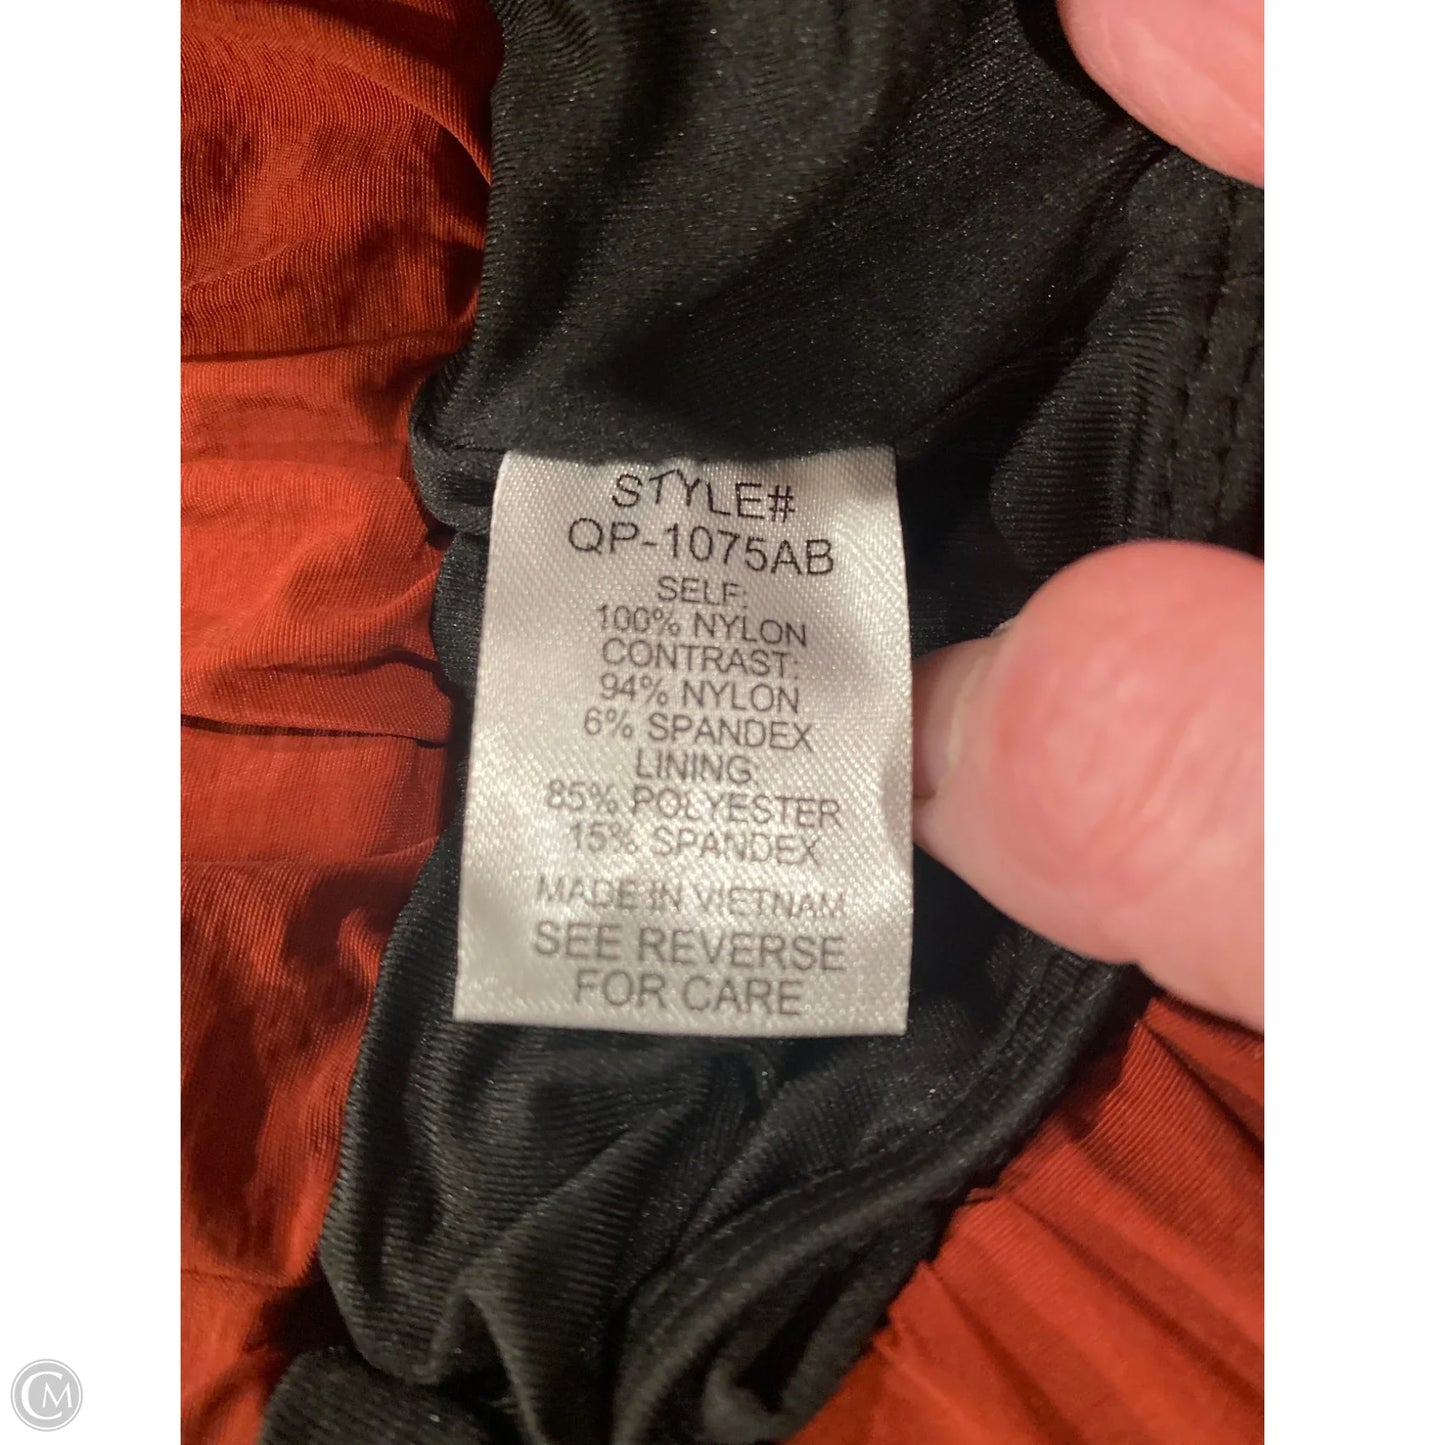 STYLE#
QP-1075AB
SELF:
100% NYLON
CONTRAST:
94% NYLON
6% SPANDEX
LINING:
85% POLYESTER
15% SPANDEX
MADE IN VIETNAM
SEE REVERSE
FOR CARE
CM